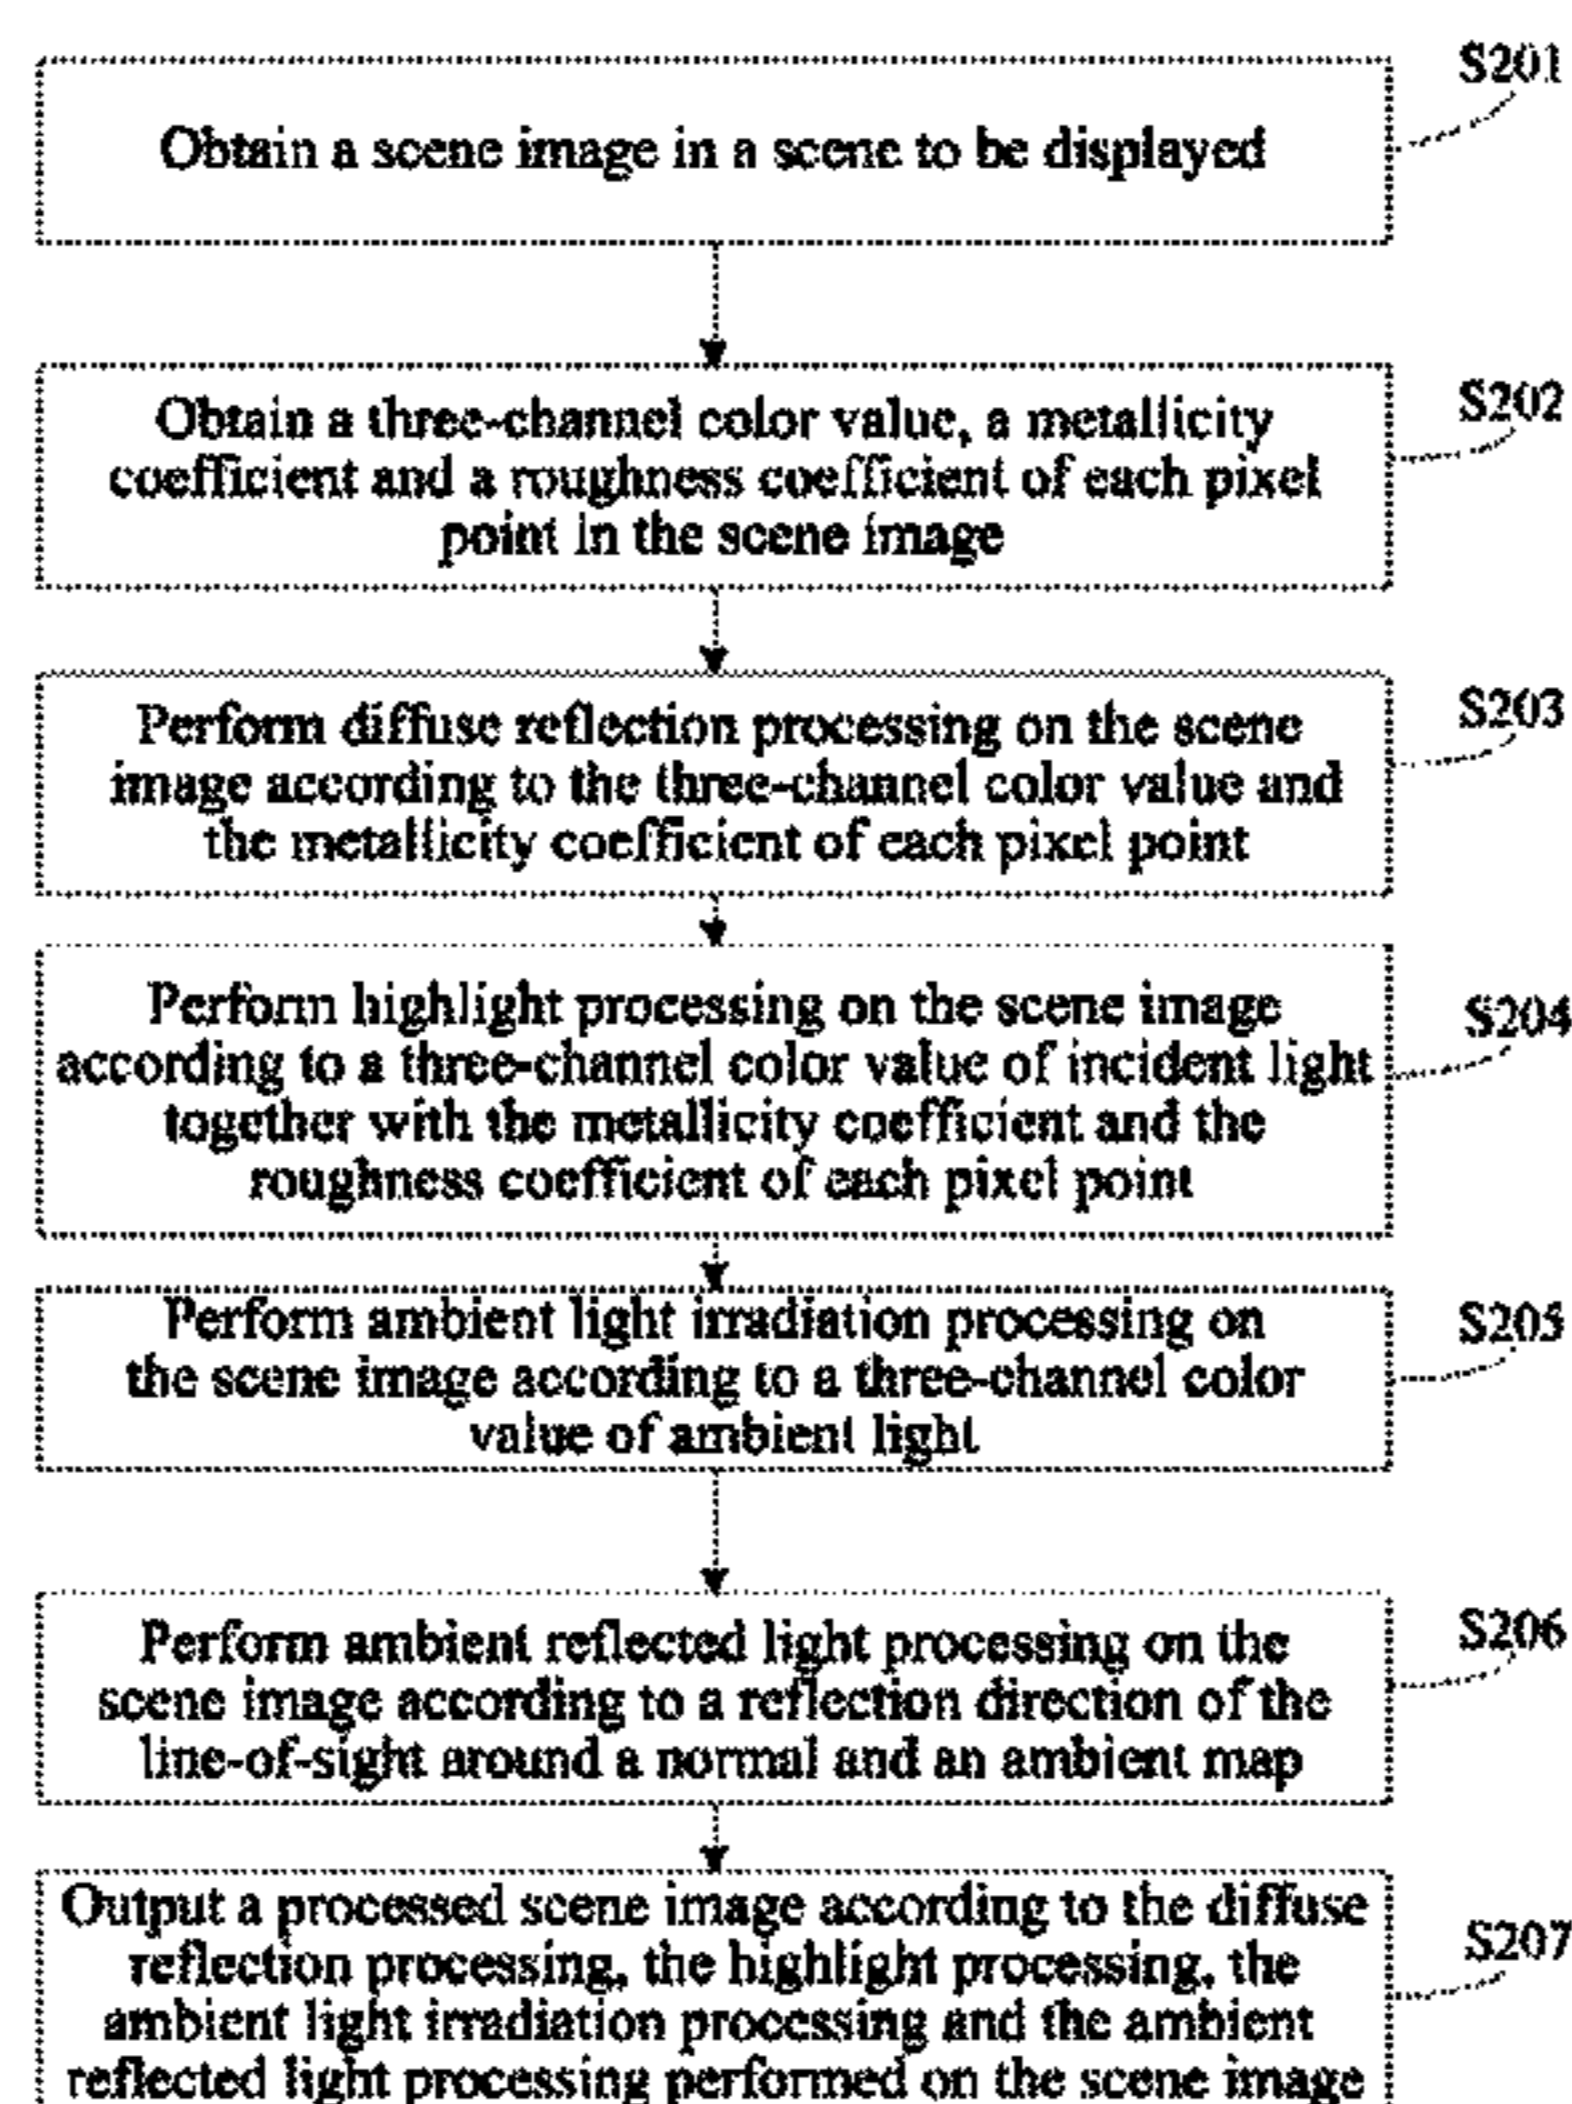 S201
Obtain a scene image in a scene to be displayed
S202
Obtain a three-channel color value, a metallicity
coefficient and a roughness coefficient of each pixel
point in the scene image
S203
Perform diffuse reflection processing on the scene
image according to the three-channel color value and
the metallicity coefficient of each pixel point
S204
Perform highlight processing on the scene image
according to a three-channel color value of incident light
together with the metallicity coefficient and the
roughness coefficient of each pixel point
S205
Perform ambient light irradiation processing on
the scene image according to a three-channel color
value of ambient light
S206
Perform ambient reflected light processing on the
scene image according to a reflection direction of the
line-of-sight around a normal and an ambient map
S207
Output a processed scene image according to the diffuse
reflection processing, the highlight processing, the
ambient light irradiation processing and the ambient
reflected light processing performed on the scene image